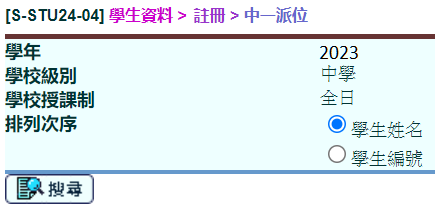 [S-STU24-04] 學生資料 > 註冊 > 中一派位
學年 2023
學校級別 中學
學校授課制 全日
排列次序 學生姓名
學生編號
搜尋